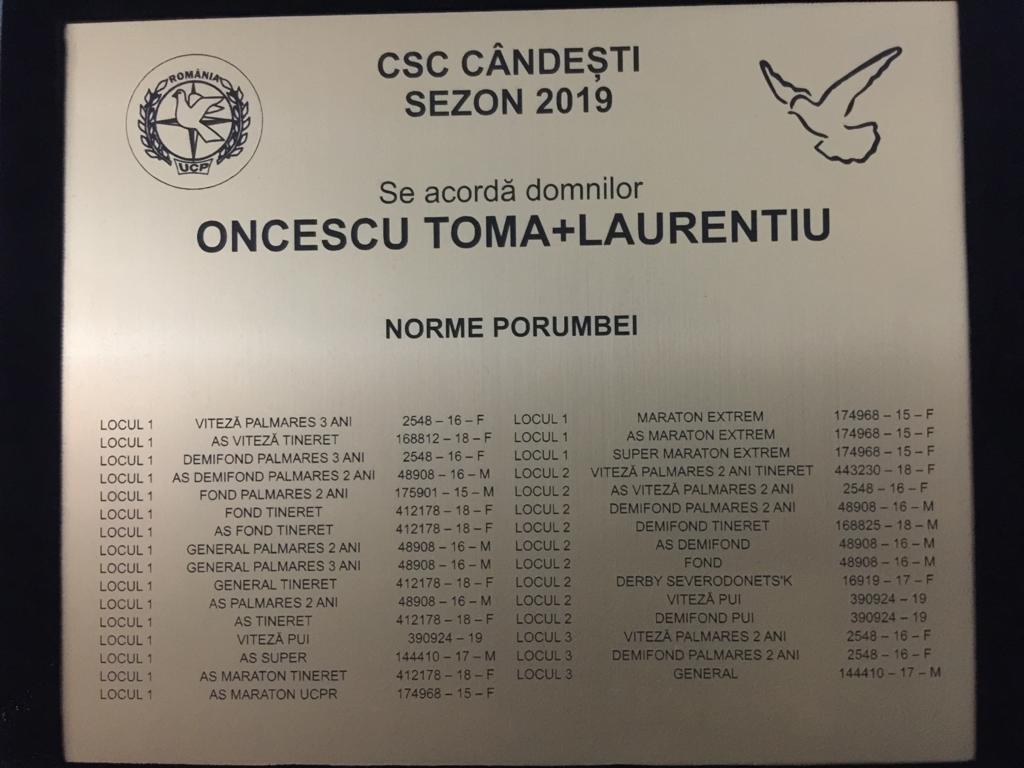 ROMÂNIA
UCP
CSC CÂNDEȘTI
SEZON 2019
Se acordă domnilor
ONCESCU TOMA+LAURENTIU
NORME PORUMBEI
LOCUL 1 VITEZĂ PALMARES 3 ANI 2548 – 16 – F
LOCUL 1 AS VITEZĂ TINERET 168812 – 18 – F
LOCUL 1 DEMIFOND PALMARES 3 ANI 2548 – 16 – F
LOCUL 1 AS DEMIFOND PALMARES 2 ANI 48908 – 16 – M
LOCUL 1 FOND PALMARES 2 ANI 175901 – 15 – M
LOCUL 1 FOND TINERET 412178 – 18 – F
LOCUL 1 AS FOND TINERET 412178 – 18 – F
LOCUL 1 GENERAL PALMARES 2 ANI 48908 – 16 – M
LOCUL 1 GENERAL PALMARES 3 ANI 48908 – 16 – M
LOCUL 1 GENERAL TINERET 412178 – 18 – F
LOCUL 1 AS PALMARES 2 ANI 48908 – 16 – M
LOCUL 1 AS TINERET 412178 – 18 – F
LOCUL 1 VITEZĂ PUI 390924 – 19
LOCUL 1 AS SUPER 144410 – 17 – M
LOCUL 1 AS MARATON TINERET 412178 – 18 – F
LOCUL 1 AS MARATON UCPR 174968 – 15 – F
LOCUL 1 MARATON EXTREM 174968 – 15 – F
LOCUL 1 AS MARATON EXTREM 174968 – 15 – F
LOCUL 1 SUPER MARATON EXTREM 174968 – 15 – F
LOCUL 2 VITEZĂ PALMARES 2 ANI TINERET 443230 – 18 – F
LOCUL 2 AS VITEZĂ PALMARES 2 ANI 2548 – 16 – F
LOCUL 2 DEMIFOND PALMARES 2 ANI 48908 – 16 – M
LOCUL 2 DEMIFOND TINERET 168825 – 18 – M
LOCUL 2 AS DEMIFOND 48908 – 16 – M
LOCUL 2 FOND 48908 – 16 – M
LOCUL 2 DERBY SEVERODONETS'K 16919 – 17 – F
LOCUL 2 VITEZĂ PUI 390924 – 19
LOCUL 2 DEMIFOND PUI 390924 – 19
LOCUL 3 VITEZĂ PALMARES 2 ANI 2548 – 16 – F
LOCUL 3 DEMIFOND PALMARES 2 ANI 2548 – 16 – F
LOCUL 3 GENERAL 144410 – 17 – M